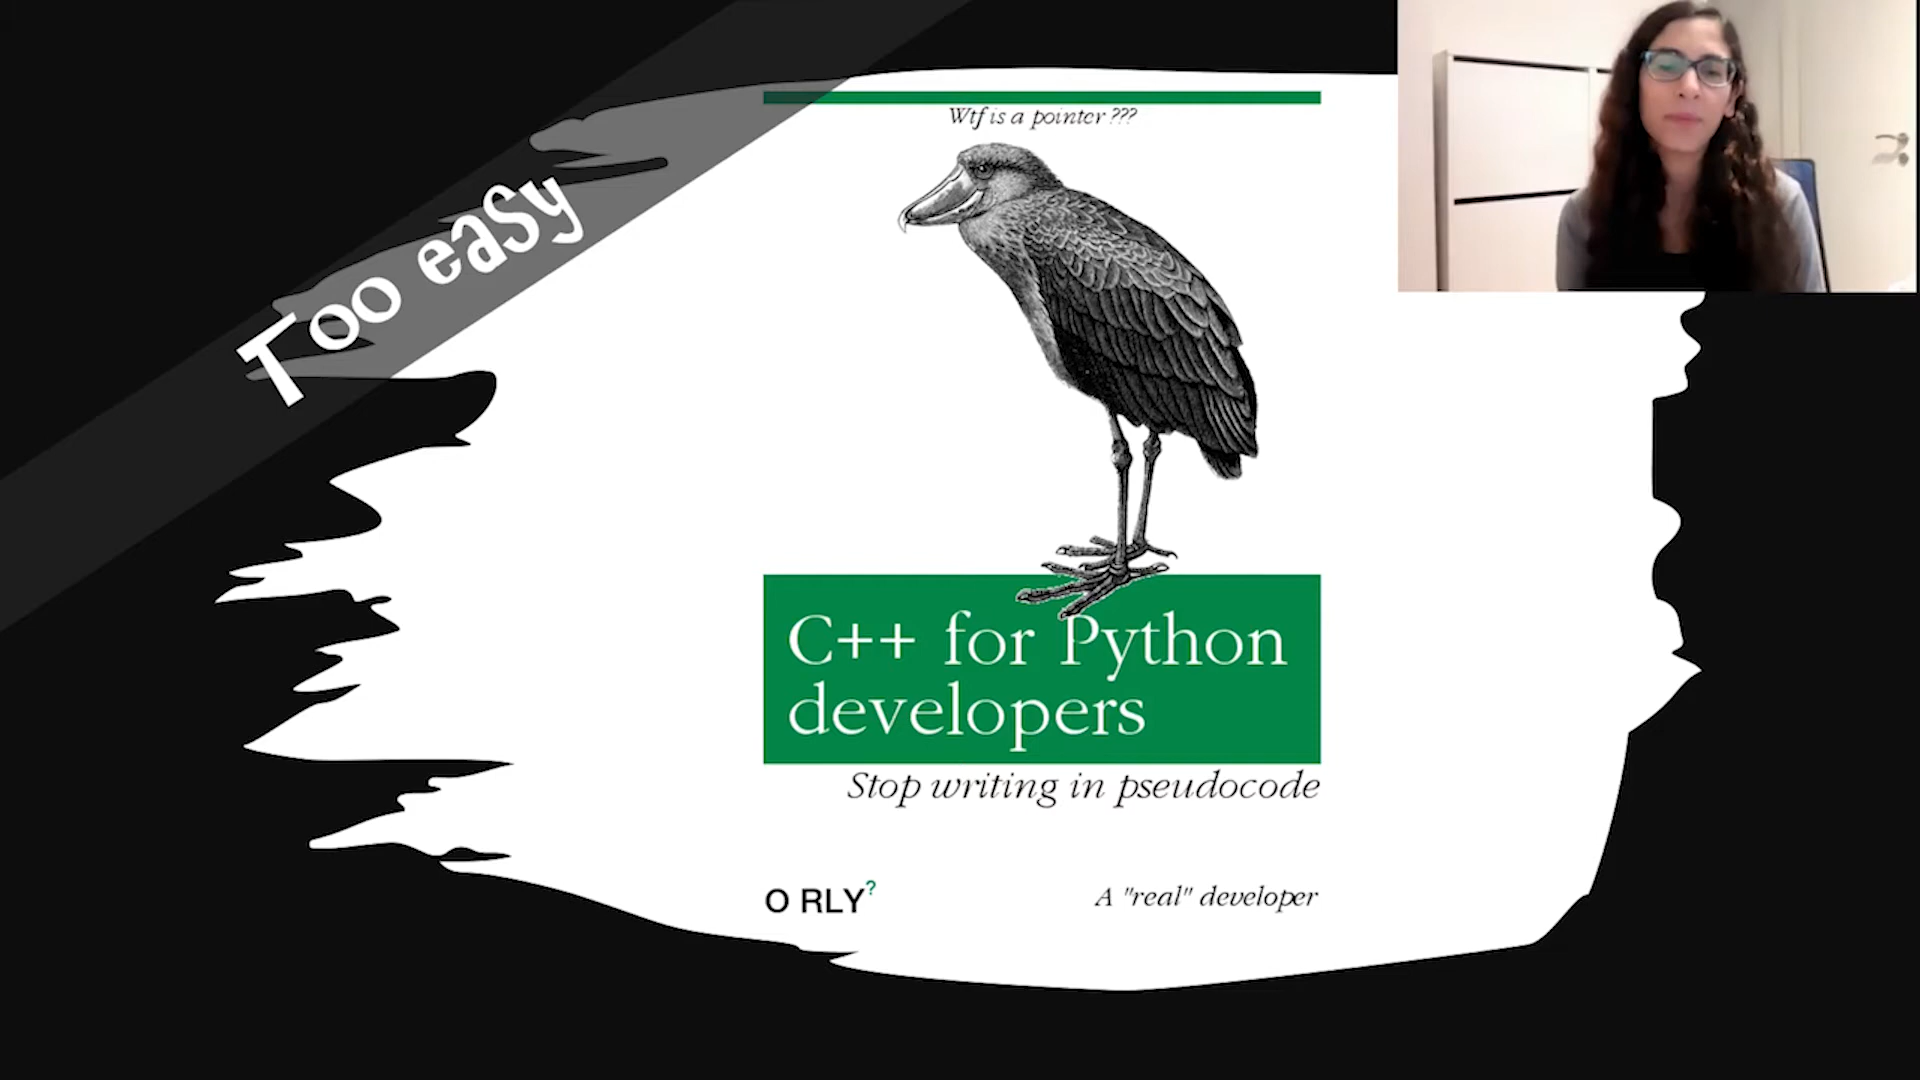 Too easy
Wtf is a pointer ???
C++ for Python
developers
Stop writing in pseudocode
O RLY?
A "real" developer